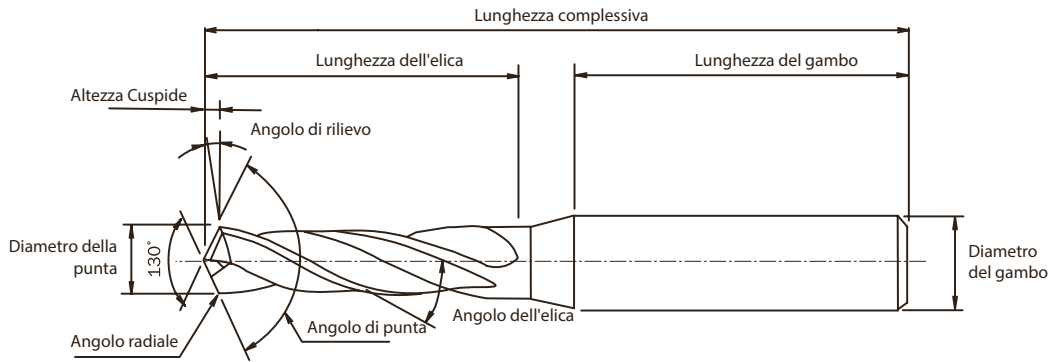 Lunghezza complessiva
Lunghezza dell'elica
Lunghezza del gambo
Altezza Cuspide
Angolo di rilievo
Diametro della
punta
130°
Diametro
del gambo
Angolo di punta
Angolo dell'elica
Angolo radiale